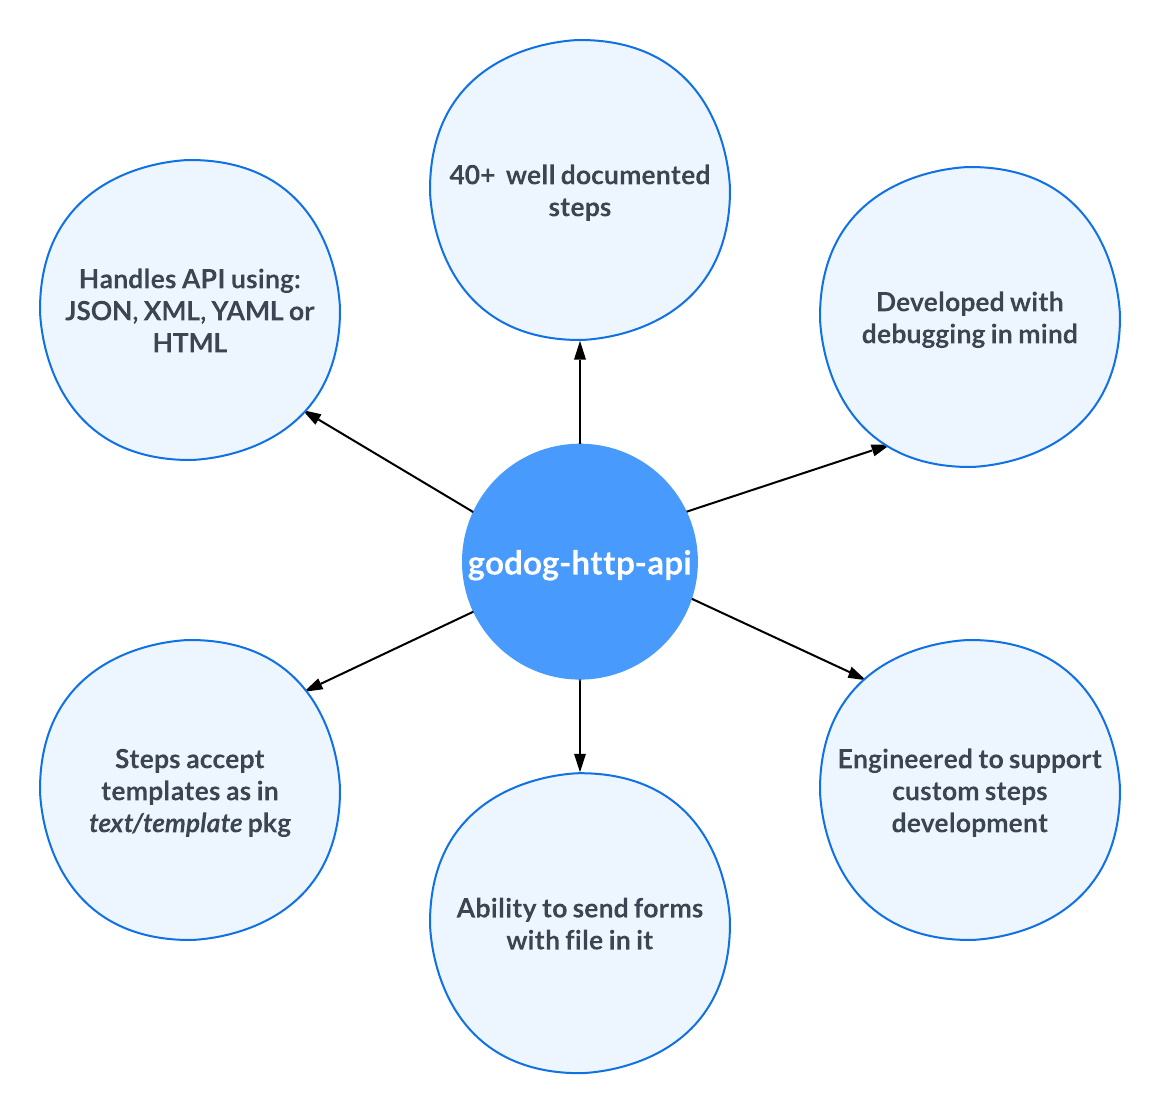 40+  well documented
steps
Handles API using:
JSON, XML, YAML or
HTML
Developed with
debugging in mind
godog-http-api
Steps accept
templates as in
text/template pkg
Engineered to support
custom steps
development
Ability to send forms
with file in it